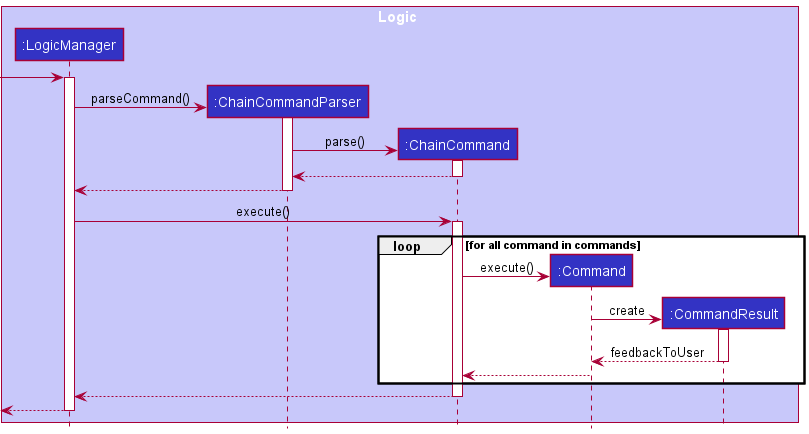 Logic
:LogicManager
parseCommand()
:ChainCommandParser
parse()
:ChainCommand
execute()
loop
[for all command in commands]
execute()
:Command
create
:CommandResult
feedbackToUser